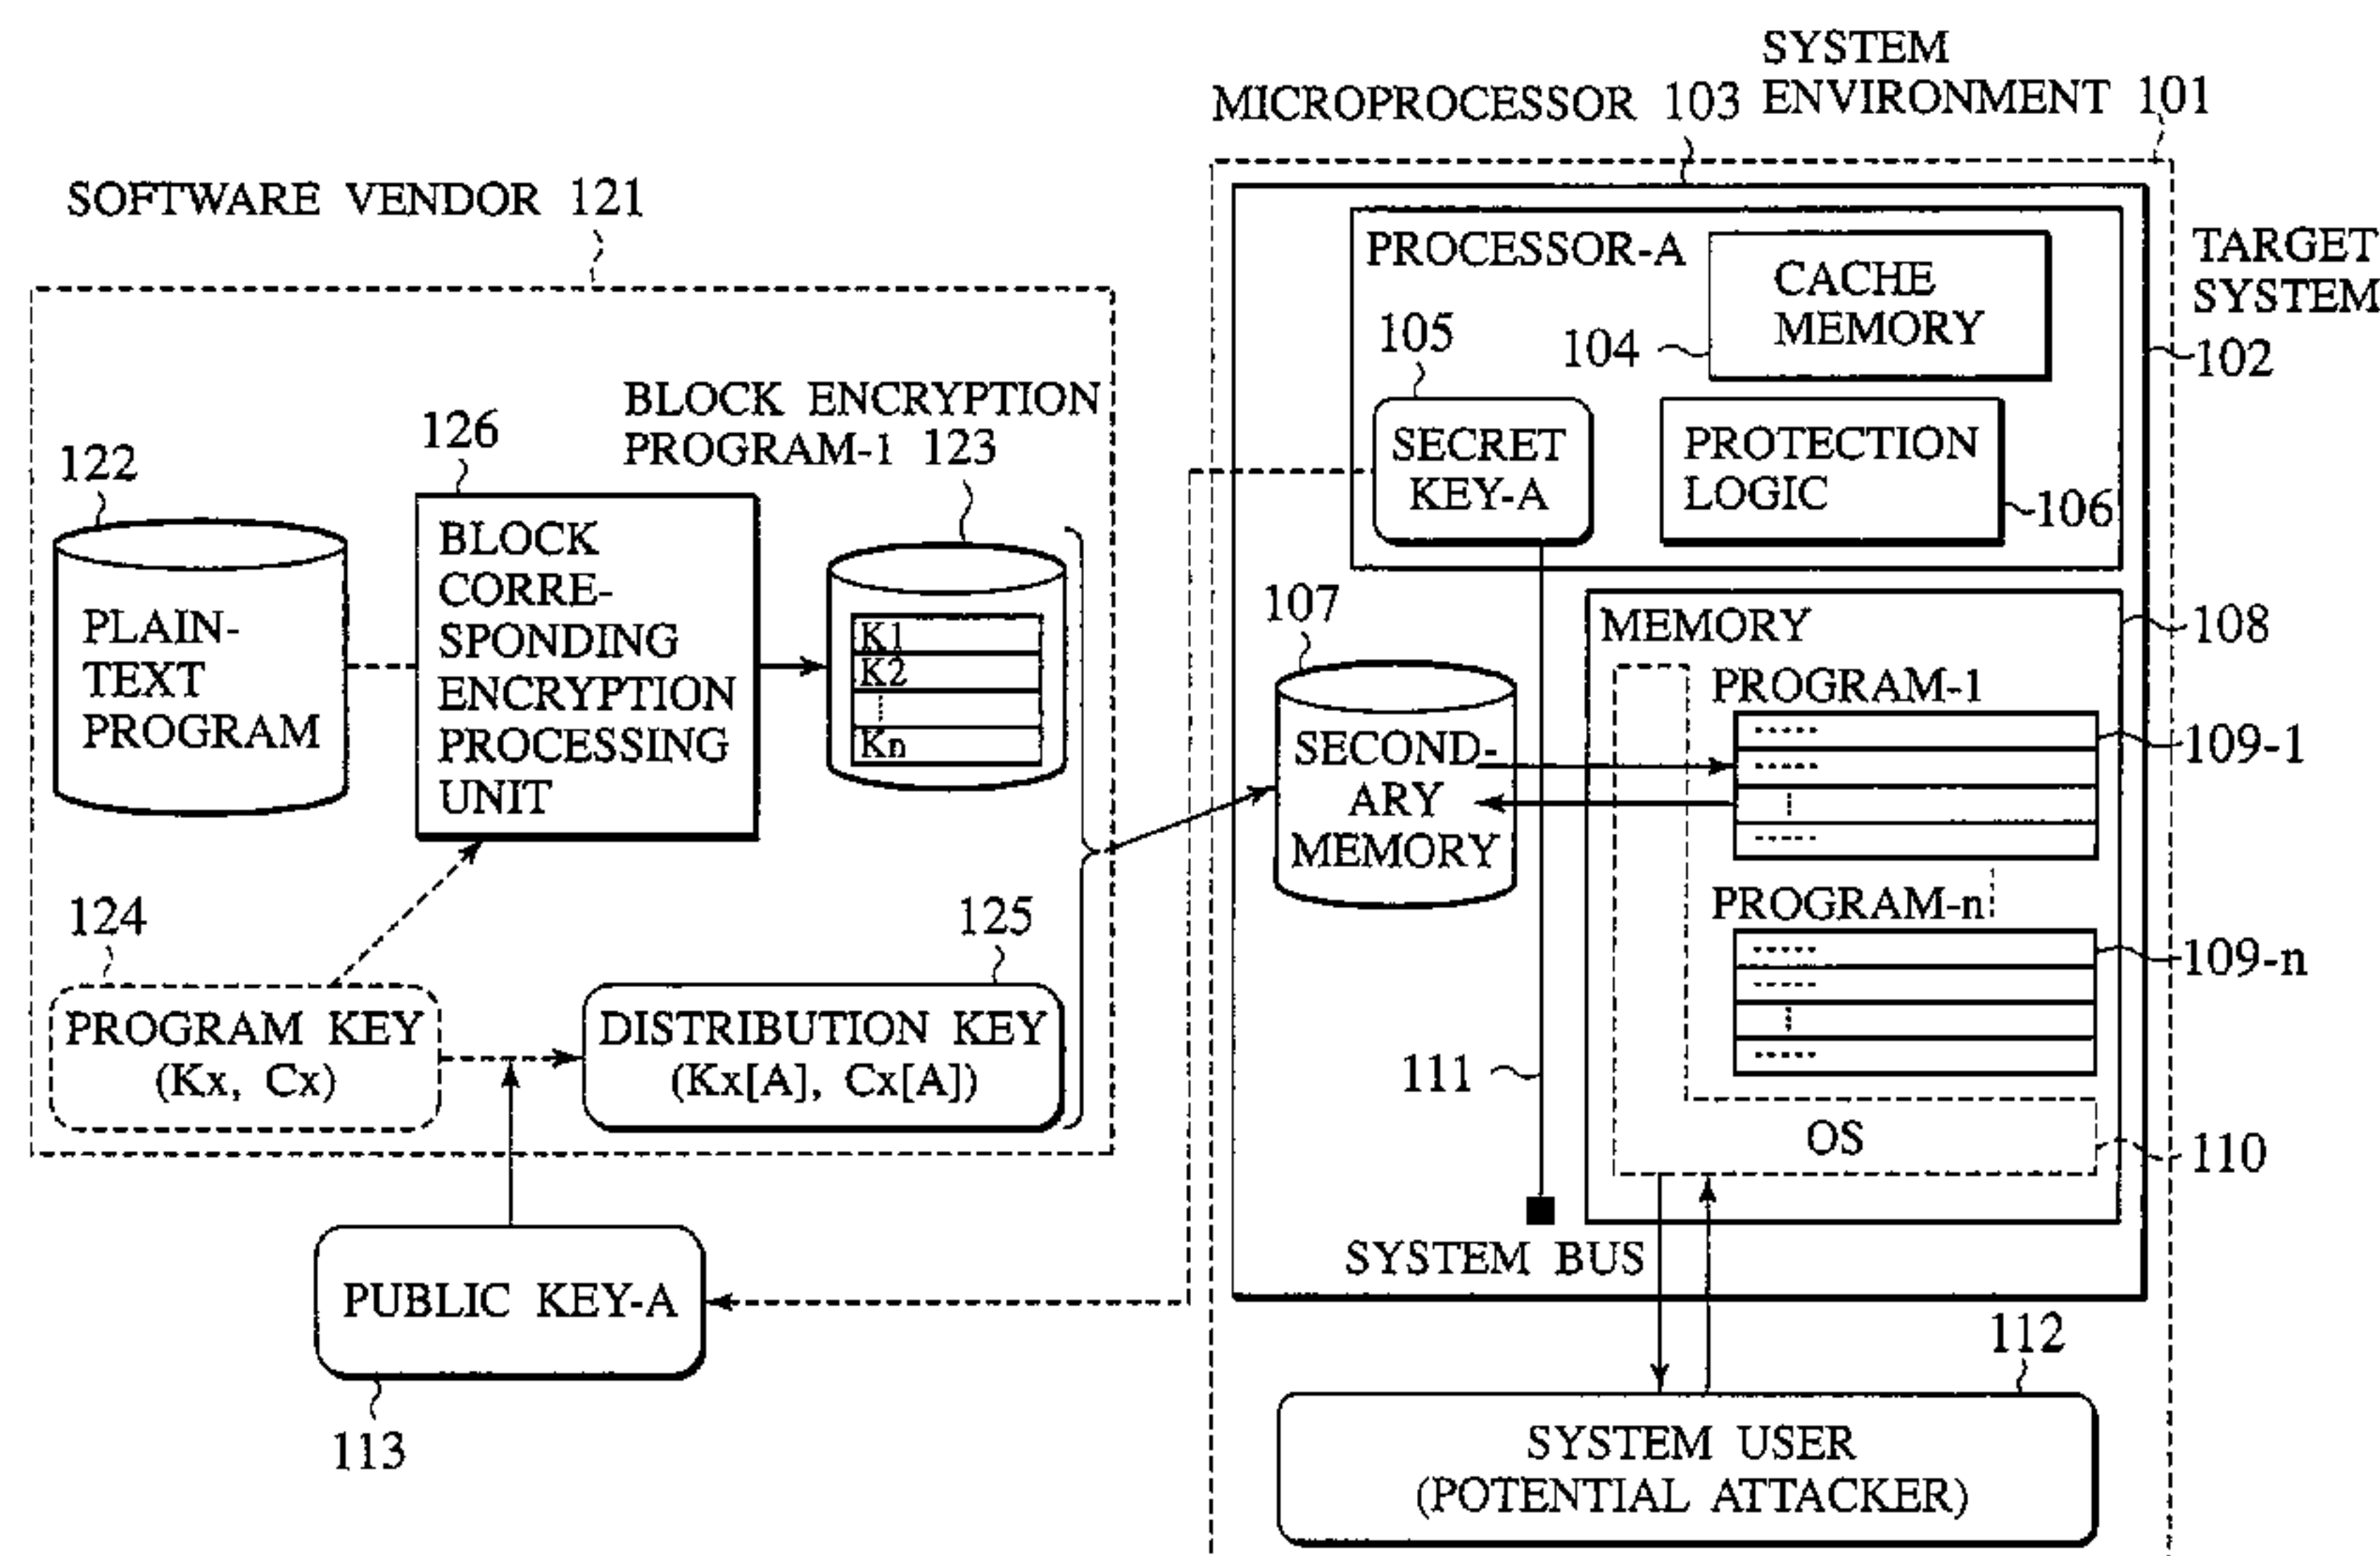 SYSTEM
MICROPROCESSOR 103 ENVIRONMENT 101
SOFTWARE VENDOR 121
PROCESSOR-A
CACHE
MEMORY
104
105
TARGET
SYSTEM
102
SECRET
KEY-A
PROTECTION
LOGIC
106
BLOCK ENCRYPTION
PROGRAM-1 123
122
126
PLAIN-
TEXT
PROGRAM
BLOCK
CORRE-
SPONDING
ENCRYPTION
PROCESSING
UNIT
K1
K2
Kn
107
SECOND-
ARY
MEMORY
MEMORY
108
PROGRAM-1
109-1
PROGRAM-n
109-n
124
125
PROGRAM KEY
(Kx, Cx)
DISTRIBUTION KEY
(Kx[A], Cx[A])
111
OS
110
SYSTEM BUS
PUBLIC KEY-A
113
112
SYSTEM USER
(POTENTIAL ATTACKER)